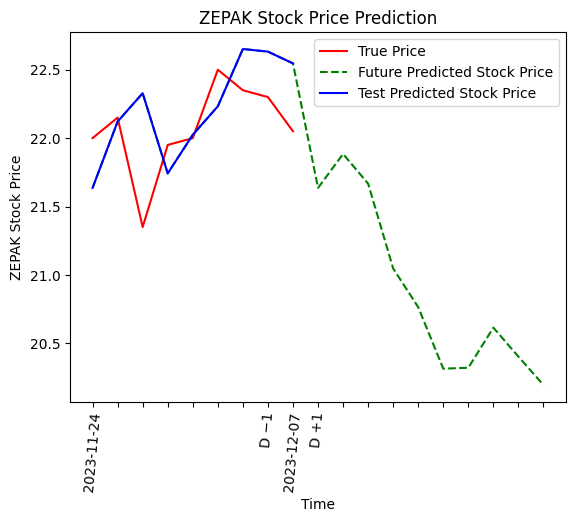 ZEPAK Stock Price Prediction
True Price
Future Predicted Stock Price
Test Predicted Stock Price
ZEPAK Stock Price
22.5
22.0
21.5
21.0
20.5
2023-11-24
D −1
2023-12-07
D +1
Time